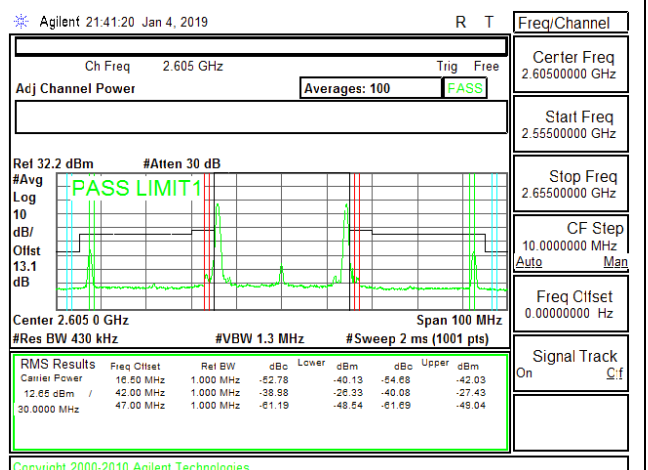 Agilent 21:41:20 Jan 4, 2019 R T
Ch Freq 2.605 GHz Trig Free
Adj Channel Power Averages: 100 PASS
Ref 32.2 dBm #Atten 30 dB
#Avg
Log
10
dB/
Offst
13.1
dB
PASS LIMIT1
Center 2.605 0 GHz Span 100 MHz
#Res BW 430 kHz #VBW 1.3 MHz #Sweep 2 ms (1001 pts)
RMS Results Freq Offset Ref BW dBc Lower dBm dBc Upper dBm
Carrier Power 16.50 MHz 1.000 MHz -52.78 -40.13 -54.68 -42.03
12.65 dBm / 42.00 MHz 1.000 MHz -38.98 -26.33 -40.08 -27.43
30.0000 MHz 47.00 MHz 1.000 MHz -61.19 -48.54 -61.69 -49.04
Copyright 2000-2010 Agilent Technologies
Freq/Channel
Center Freq
2.60500000 GHz
Start Freq
2.55500000 GHz
Stop Freq
2.65500000 GHz
CF Step
10.0000000 MHz
Auto Man
Freq Offset
0.00000000 Hz
Signal Track
On Off